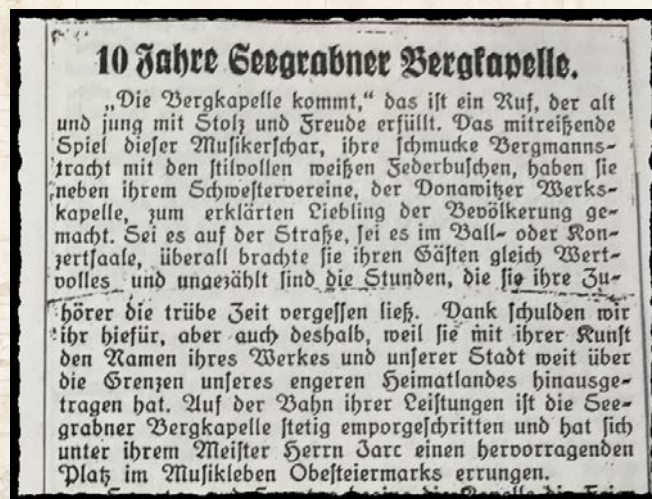 10 Jahre Seegrabner Bergkapelle.
„Die Bergkapelle kommt,“ das ist ein Ruf, der alt
und jung mit Stolz und Freude erfüllt. Das mitreißende
Spiel dieser Musikerschar, ihre schmucke Bergmanns-
tracht mit den stilvollen weißen Federbuschen, haben sie
neben ihrem Schwestervereine, der Donawitzer Werks-
kapelle, zum erklärten Liebling der Bevölkerung ge-
macht. Sei es auf der Straße, sei es im Ball- oder Kon-
zertsaale, überall brachte sie ihren Gästen gleich Wert-
volles und ungezählt sind die Stunden, die sie ihre Zu-
hörer die trübe Zeit vergessen ließ. Dank schulden wir
ihr hiefür, aber auch deshalb, weil sie mit ihrer Kunst
den Namen ihres Werkes und unserer Stadt weit über
die Grenzen unseres engeren Heimatlandes hinausge-
tragen hat. Auf der Bahn ihrer Leistungen ist die See-
grabner Bergkapelle stetig emporgeschritten und hat sich
unter ihrem Meister Herrn Jarc einen hervorragenden
Platz im Musikleben Obesteiermarks errungen.